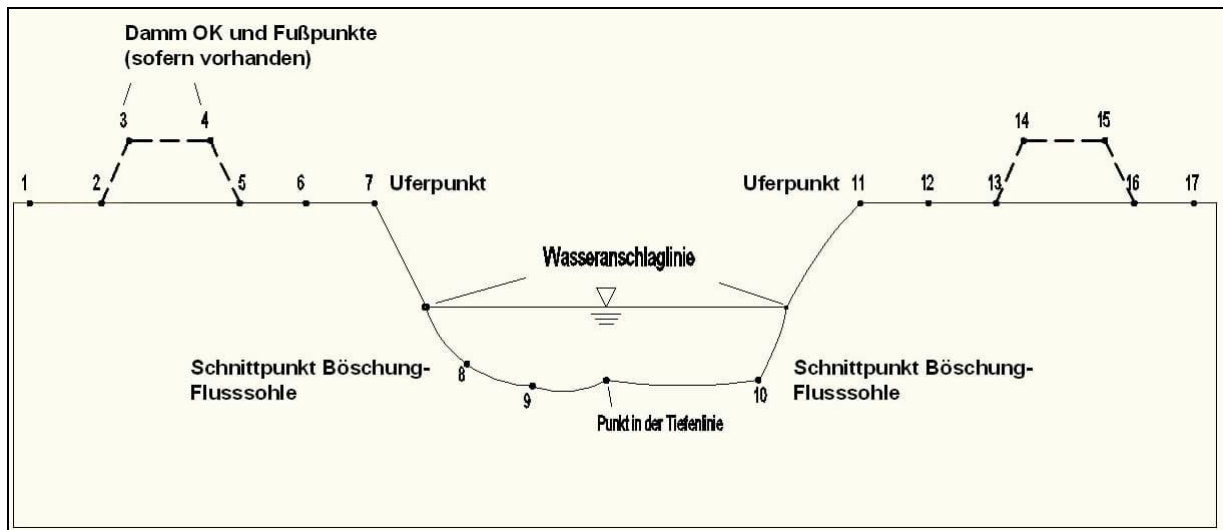 Damm OK und Fußpunkte
(sofern vorhanden)
3 4 14 15
1 2 5 6 7 Uferpunkt Uferpunkt 11 12 13 16 17
Wasseranschlaglinie
Schnittpunkt Böschung-
Flusssohle
8 9
Punkt in der Tiefenlinie
10
Schnittpunkt Böschung-
Flusssohle